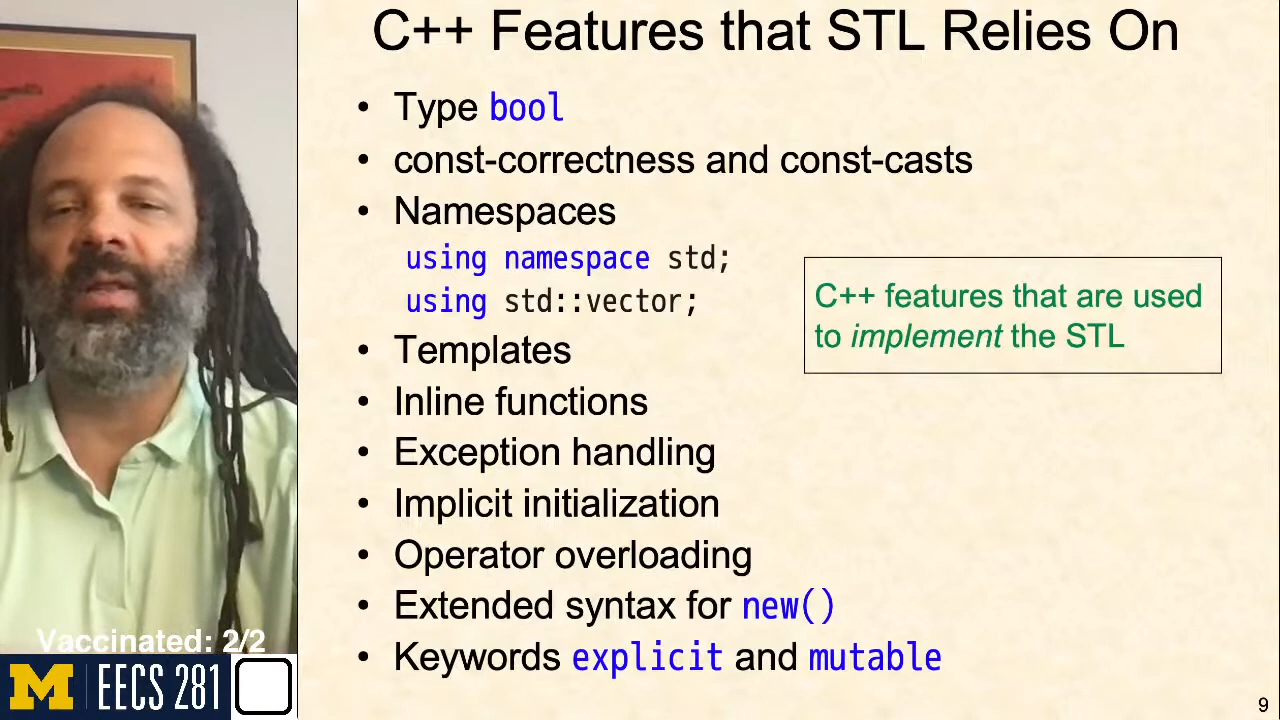 C++ Features that STL Relies On
• Type bool
• const-correctness and const-casts
• Namespaces
using namespace std;
using std::vector;
C++ features that are used
to implement the STL
• Templates
• Inline functions
• Exception handling
• Implicit initialization
• Operator overloading
• Extended syntax for new()
• Keywords explicit and mutable
Vaccinated: 2/2
M EECS 281
9